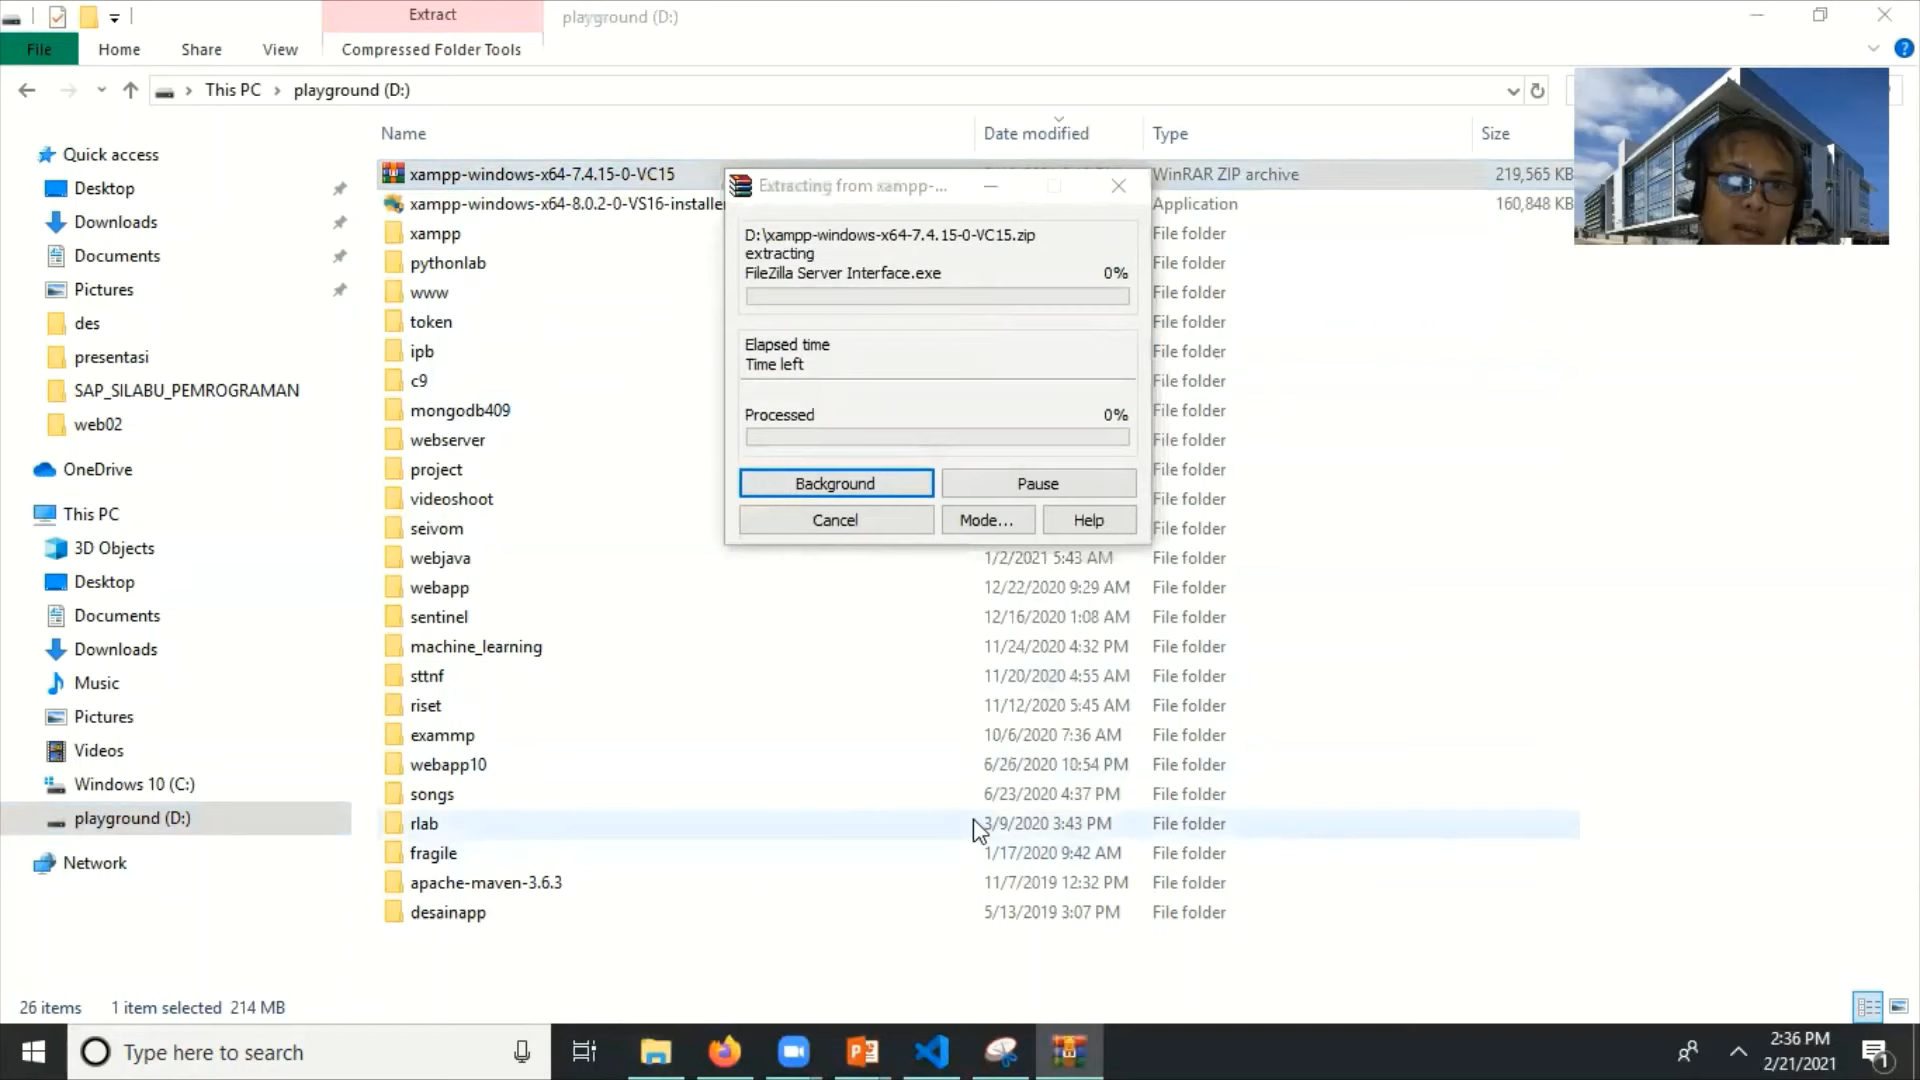 Extract
playground (D:)
File
Home
Share
View
Compressed Folder Tools
This PC
playground (D:)
Name
Date modified
Type
Size
Quick access
Desktop
Downloads
Documents
Pictures
des
presentasi
SAP_SILABU_PEMROGRAMAN
web02
OneDrive
This PC
3D Objects
Desktop
Documents
Downloads
Music
Pictures
Videos
Windows 10 (C:)
playground (D:)
Network
xampp-windows-x64-7.4.15-0-VC15
WinRAR ZIP archive
219,565 KB
xampp-windows-x64-8.0.2-0-VS16-installer
Application
160,848 KB
xampp
File folder
pythonlab
File folder
www
File folder
token
File folder
ipb
File folder
c9
File folder
mongodb409
File folder
webserver
File folder
project
File folder
videoshoot
File folder
seivom
File folder
webjava
1/2/2021 5:43 AM
File folder
webapp
12/22/2020 9:29 AM
File folder
sentinel
12/16/2020 1:08 AM
File folder
machine_learning
11/24/2020 4:32 PM
File folder
sttnf
11/20/2020 4:55 AM
File folder
riset
11/12/2020 5:45 AM
File folder
exammp
10/6/2020 7:36 AM
File folder
webapp10
6/26/2020 10:54 PM
File folder
songs
6/23/2020 4:37 PM
File folder
rlab
3/9/2020 3:43 PM
File folder
fragile
1/17/2020 9:42 AM
File folder
apache-maven-3.6.3
11/7/2019 12:32 PM
File folder
desainapp
5/13/2019 3:07 PM
File folder
Extracting from xampp-...
D:\xampp-windows-x64-7.4.15-0-VC15.zip
extracting
FileZilla Server Interface.exe
0%
Elapsed time
Time left
Processed
0%
Background
Pause
Cancel
Mode...
Help
26 items
1 item selected 214 MB
Type here to search
2:36 PM
2/21/2021
1